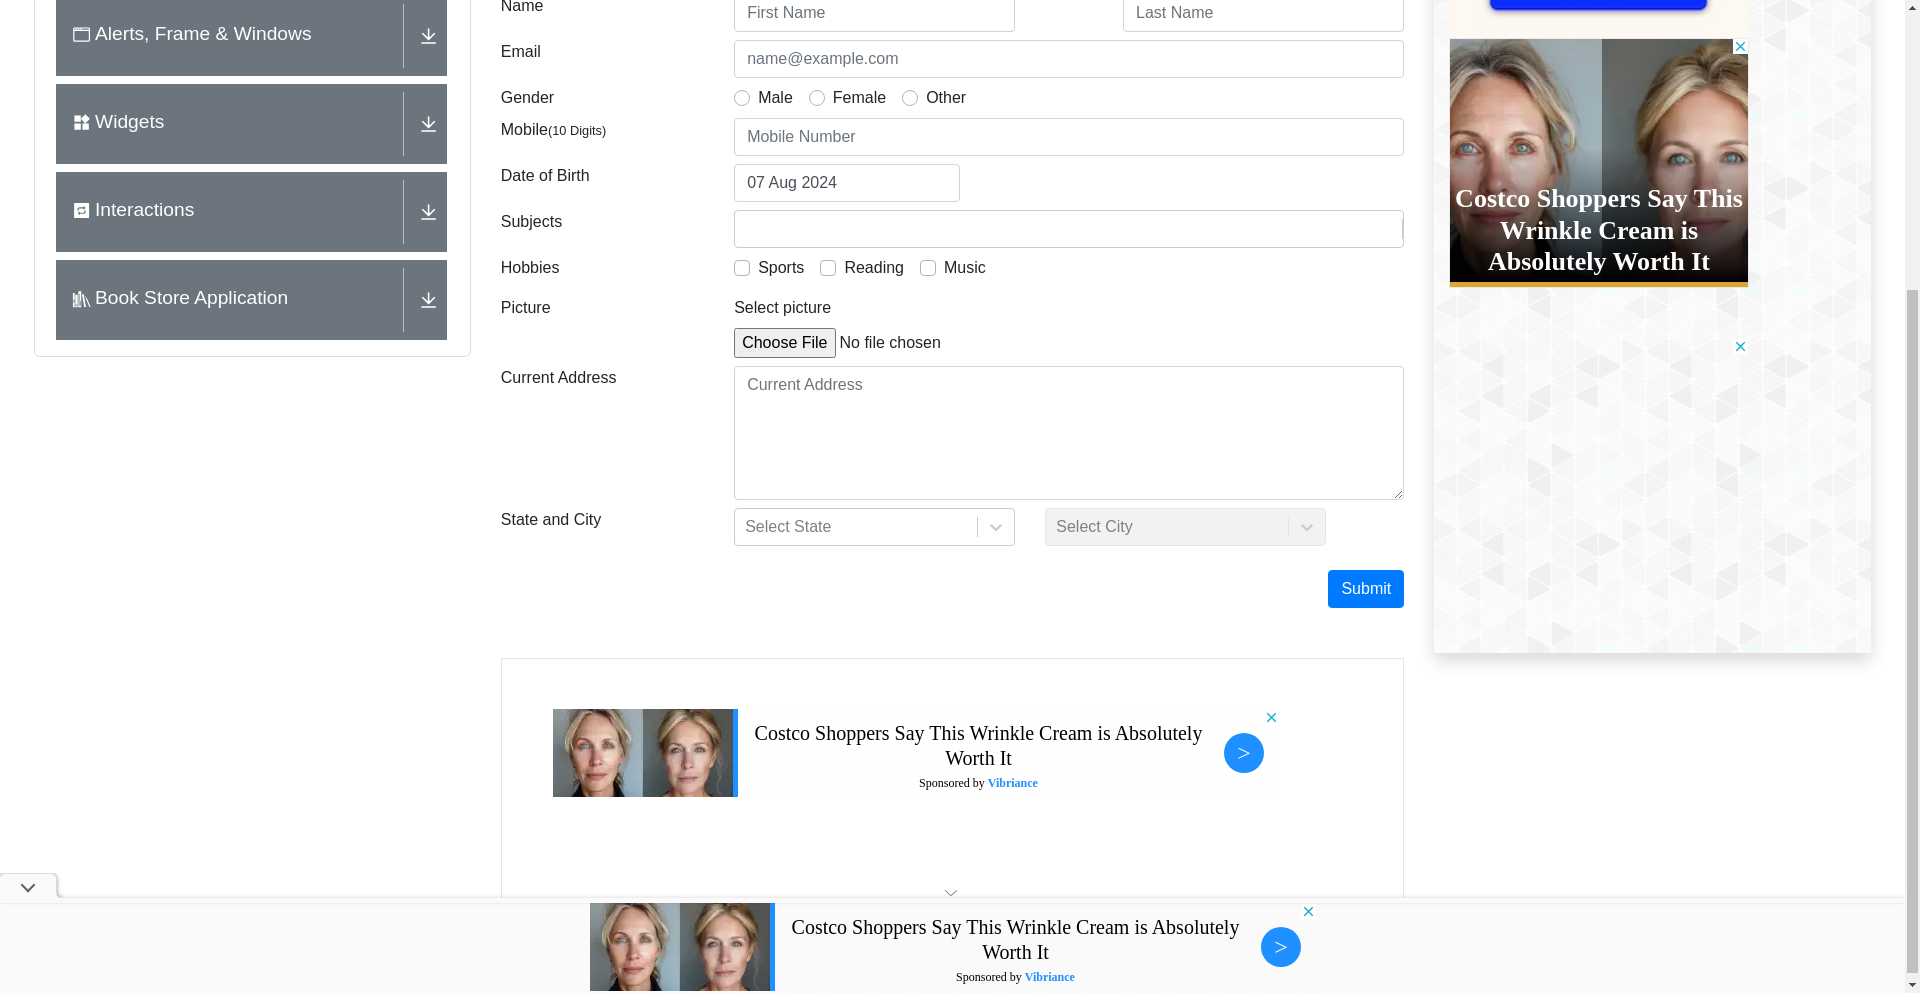 Alerts, Frame & Windows
Widgets
Interactions
Book Store Application
Name
First Name
Last Name
Email
name@example.com
Gender
Male
Female
Other
Mobile(10 Digits)
Mobile Number
Date of Birth
07 Aug 2024
Subjects
Hobbies
Sports
Reading
Music
Picture
Select picture
Choose File No file chosen
Current Address
Current Address
State and City
Select State
Select City
Submit
Costco Shoppers Say This
Wrinkle Cream is
Absolutely Worth It
Costco Shoppers Say This Wrinkle Cream is Absolutely
Worth It
Sponsored by Vibriance
>
Costco Shoppers Say This Wrinkle Cream is Absolutely
Worth It
Sponsored by Vibriance
>